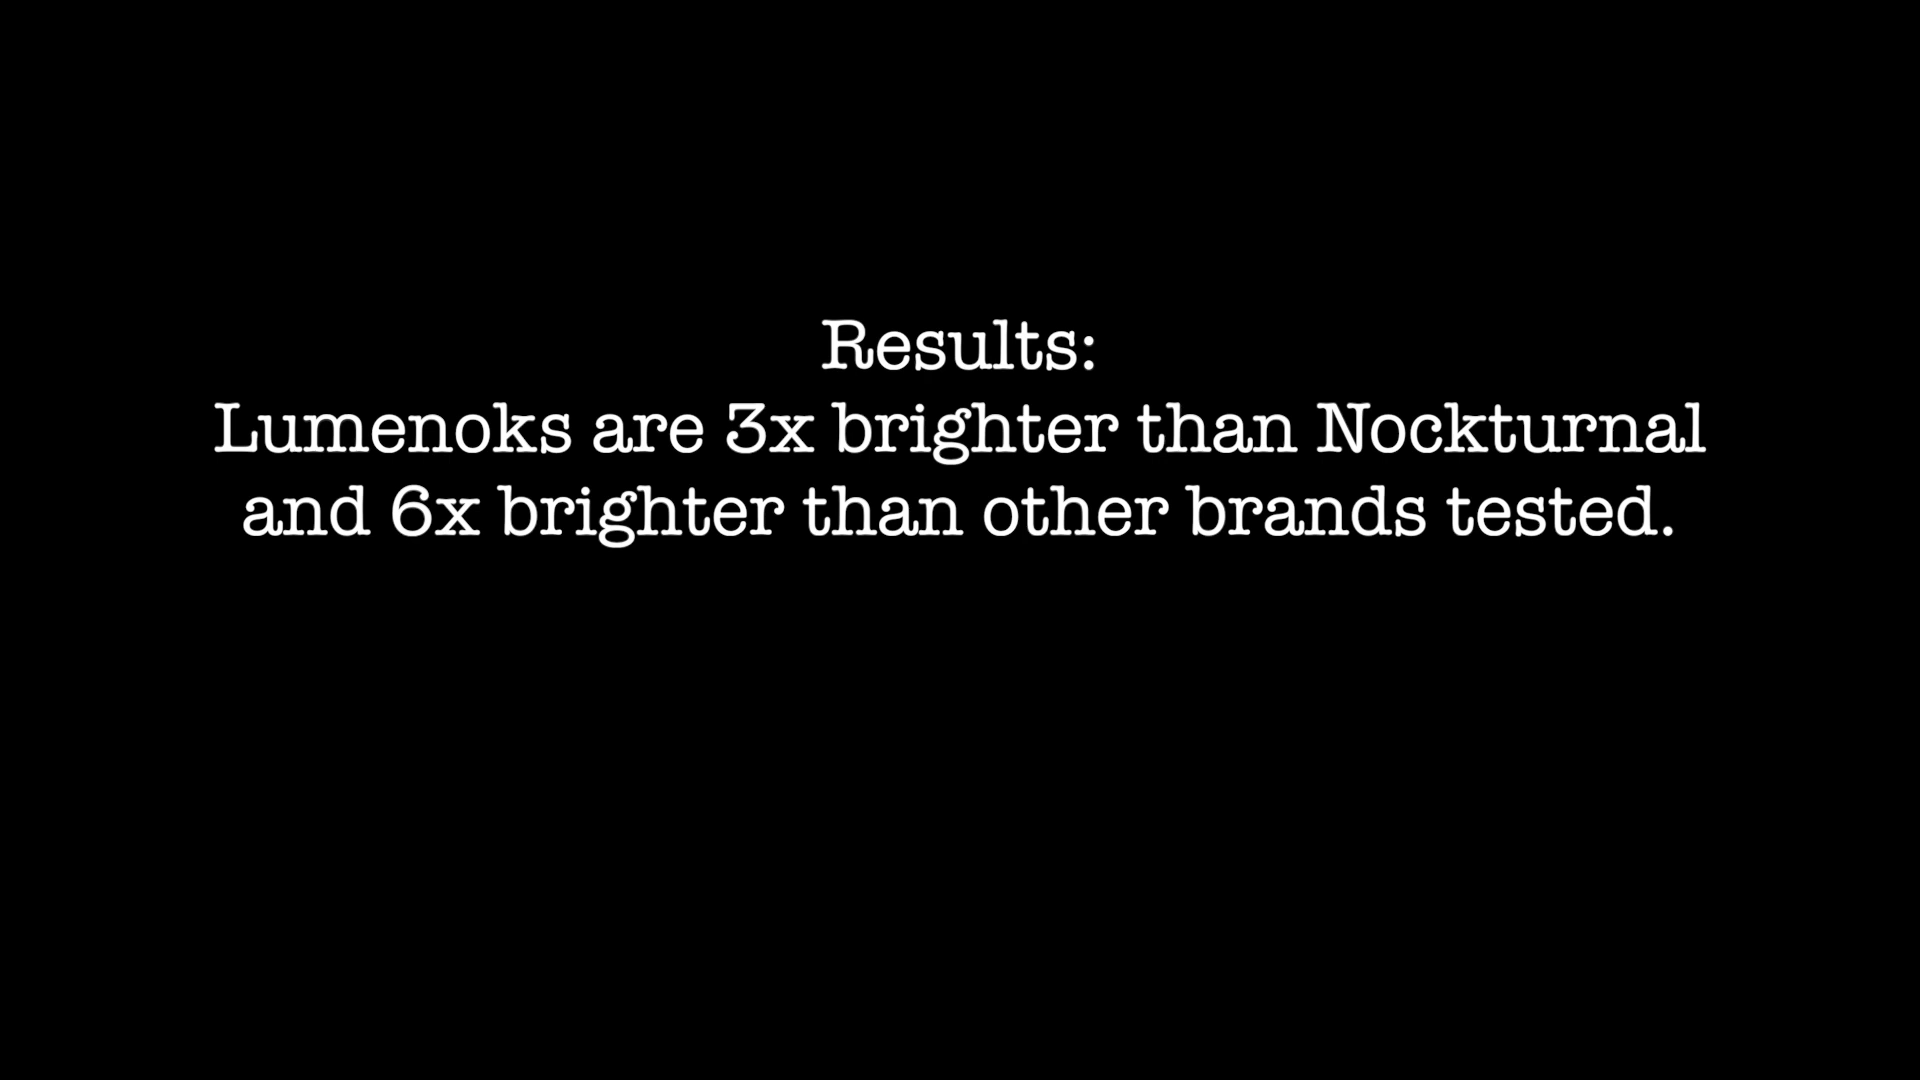 Results:
Lumenoks are 3x brighter than Nockturnal
and 6x brighter than other brands tested.